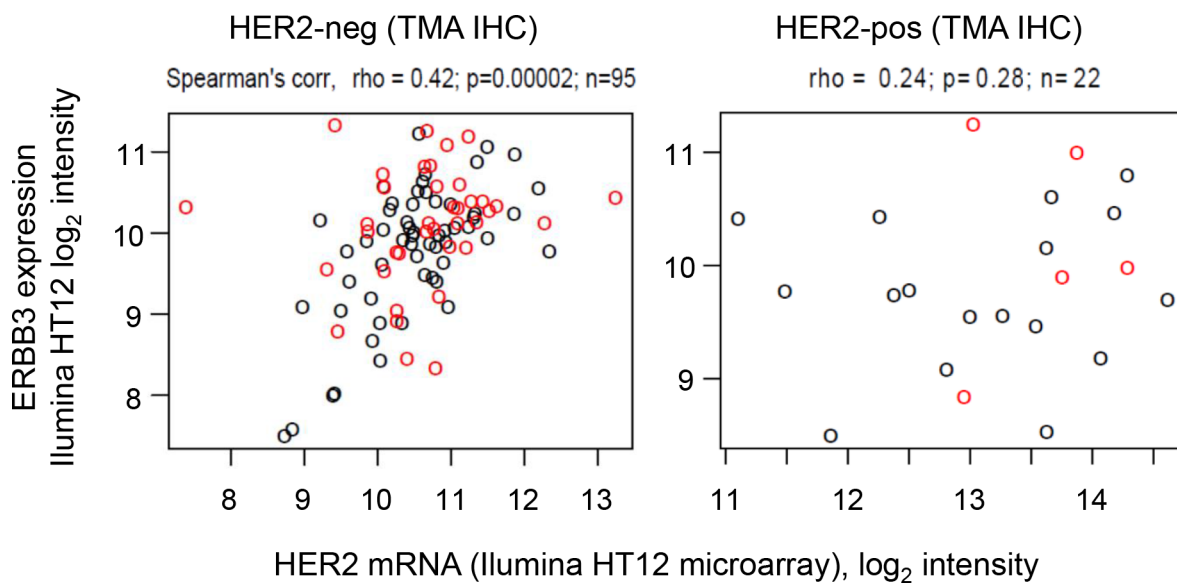 HER2-neg (TMA IHC)
HER2-pos (TMA IHC)
Spearman's corr, rho = 0.42; p=0.00002; n=95
rho = 0.24; p= 0.28; n= 22
ERBB3 expression
Ilumina HT12 log2 intensity
11
10
9
8
8 9 10 11 12 13
11
10
9
11 12 13 14
HER2 mRNA (Ilumina HT12 microarray), log2 intensity